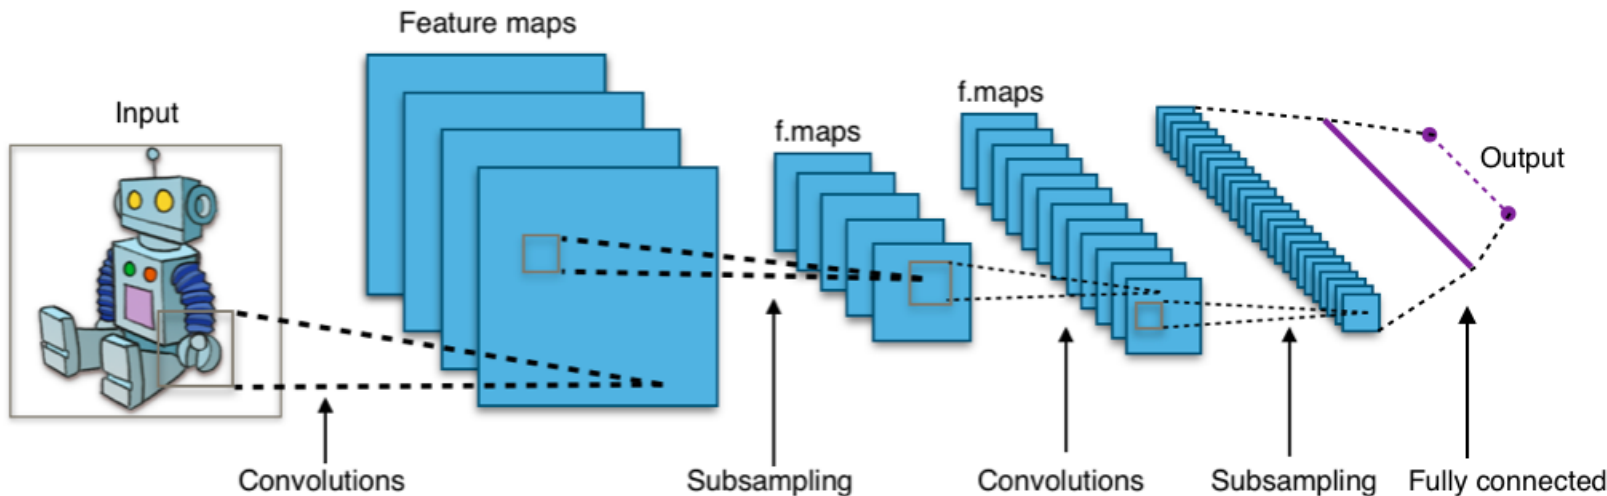 Feature maps
f.maps
Input
f.maps
Output
Convolutions
Subsampling
Convolutions
Subsampling
Fully connected